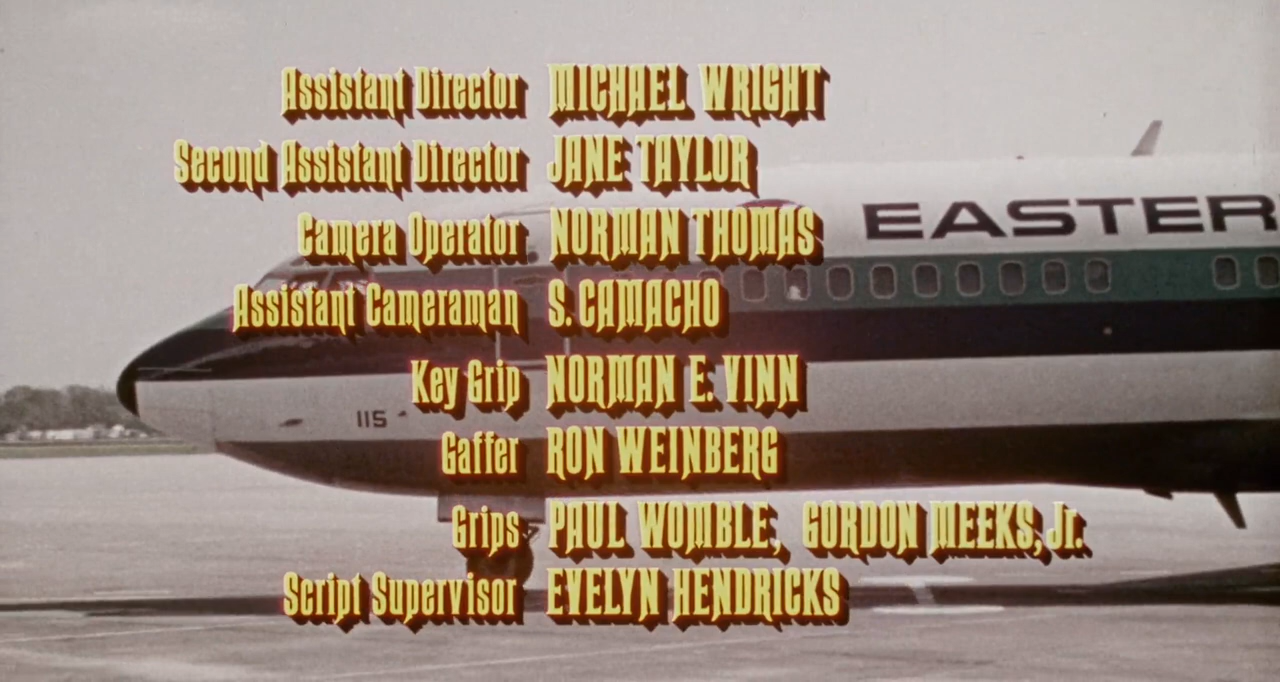 Assistant Director MICHAEL WRIGHT
Second Assistant Director JANE TAYLOR
Camera Operator NORMAN THOMAS
EASTER
Assistant Cameraman S. CAMACHO
Key Grip NORMAN E. VINN
115
Gaffer RON WEINBERG
Grips PAUL WOMBLE, GORDON MEEKS, Jr.
Script Supervisor EVELYN HENDRICKS